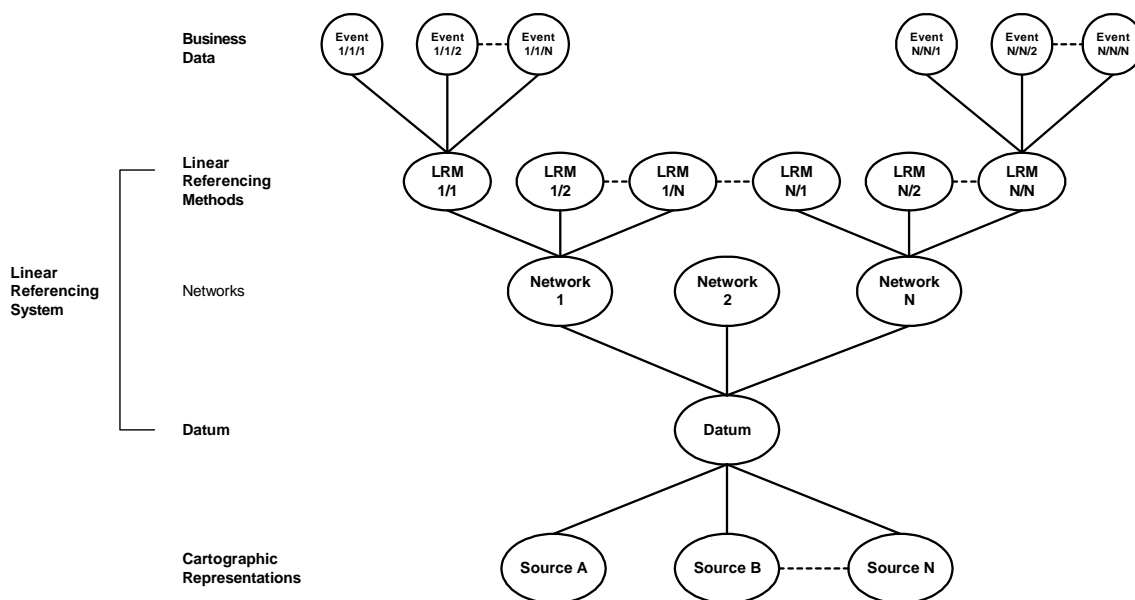 Business
Data
Event
1/1/1
Event
1/1/2
Event
1/1/N
Event
N/N/1
Event
N/N/2
Event
N/N/N
Linear
Referencing
Methods
LRM
1/1
LRM
1/2
LRM
1/N
LRM
N/1
LRM
N/2
LRM
N/N
Linear
Referencing
System
Networks
Network
1
Network
2
Network
N
Datum
Datum
Cartographic
Representations
Source A
Source B
Source N